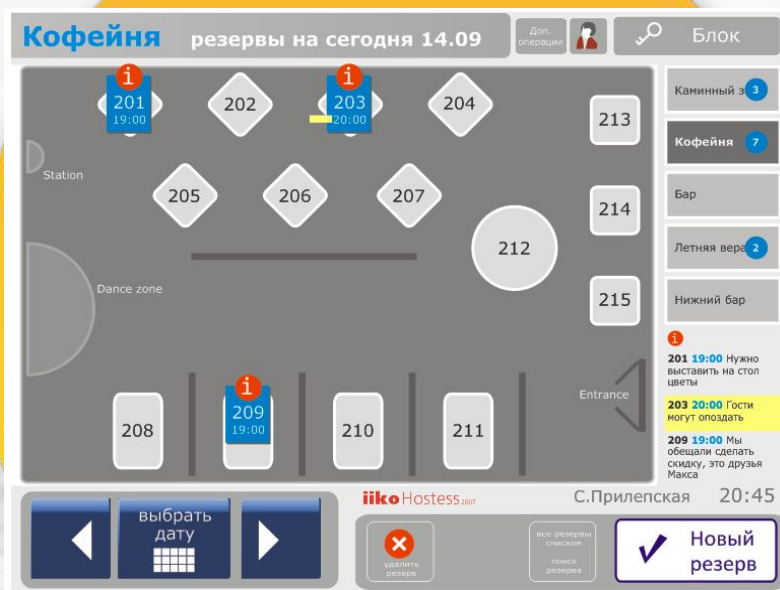 Кофейня резервы на сегодня 14.09
Доп.
операции
Блок
201
19:00
202
203
20:00
204
213
Station
205
206
207
214
212
Dance zone
215
Entrance
208
209
19:00
210
211
Каминный з 3
Кофейня 7
Бар
Летняя вера 2
Нижний бар
201 19:00 Нужно
выставить на стол
цветы
203 20:00 Гости
могут опоздать
209 19:00 Мы
обещали сделать
скидку, это друзья
Макса
iiko Hostess 2007
С.Прилепская 20:45
выбрать
дату
удалить
резерв
все резервы
списком
поиск
резерва
Новый
резерв